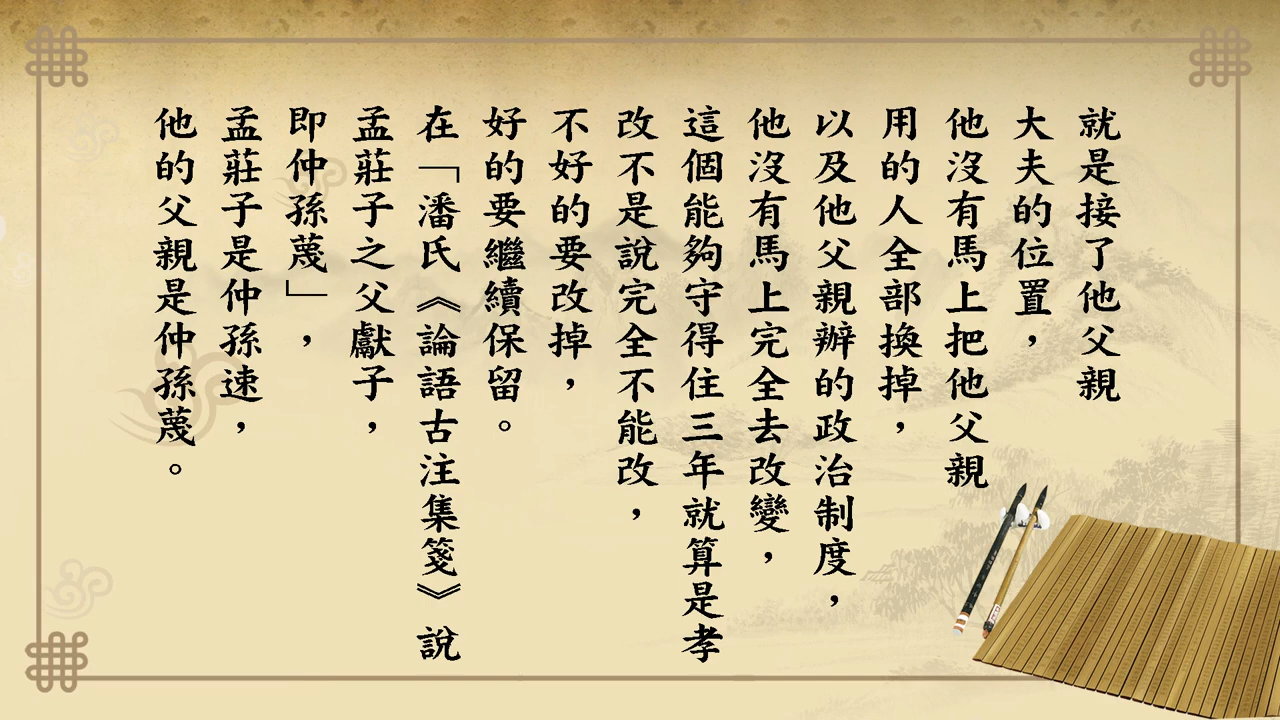 就是接了他父親
大夫的位置，
他沒有馬上把他父親
用的人全部換掉，
以及他父親辦的政治制度，
他沒有馬上完全去改變，
這個能夠守得住三年就算是孝
改不是說完全不能改，
不好的要改掉，
好的要繼續保留。
在「潘氏《論語古注集箋》說
孟莊子之父獻子，
即仲孫蔑」，
孟莊子是仲孫速，
他的父親是仲孫蔑。